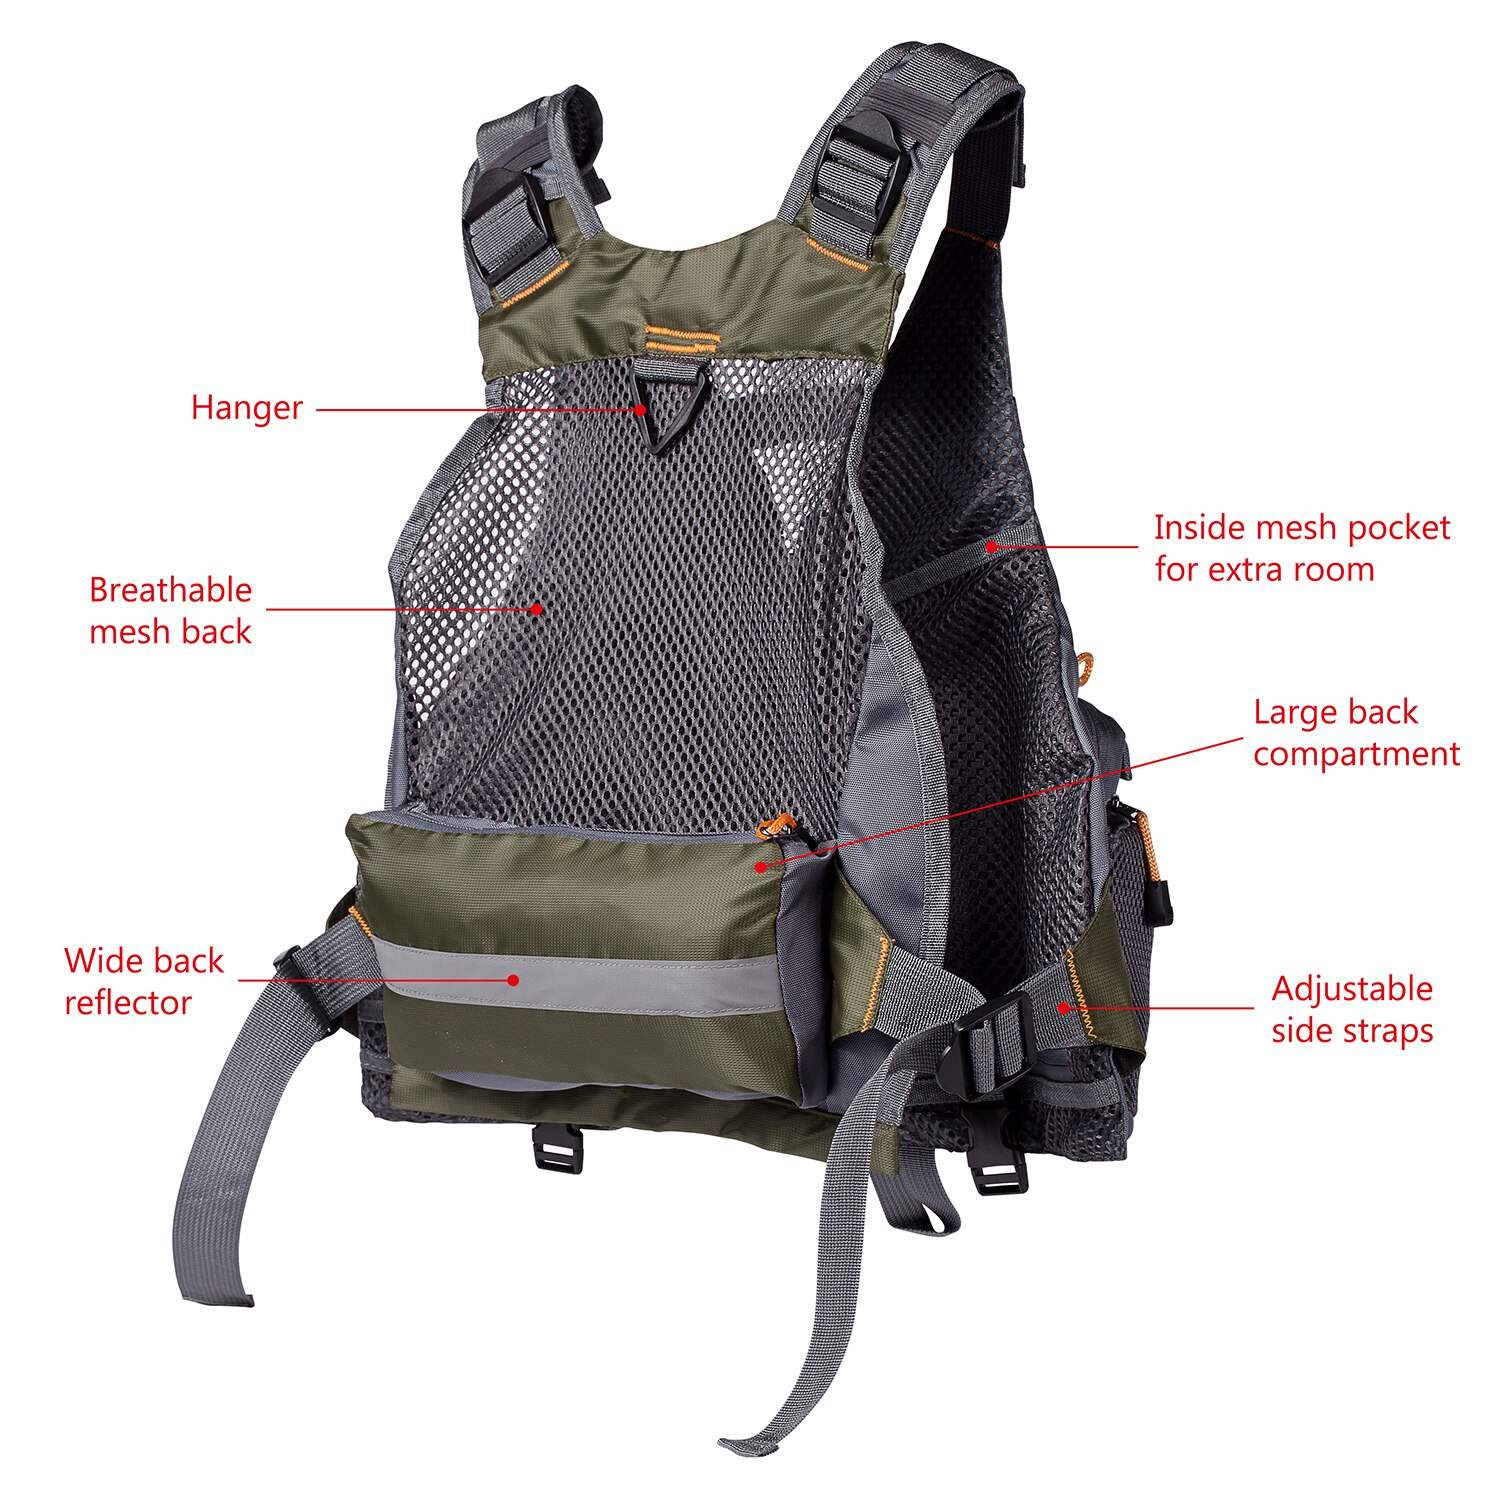 Hanger
Breathable
mesh back
Inside mesh pocket
for extra room
Large back
compartment
Wide back
reflector
Adjustable
side straps